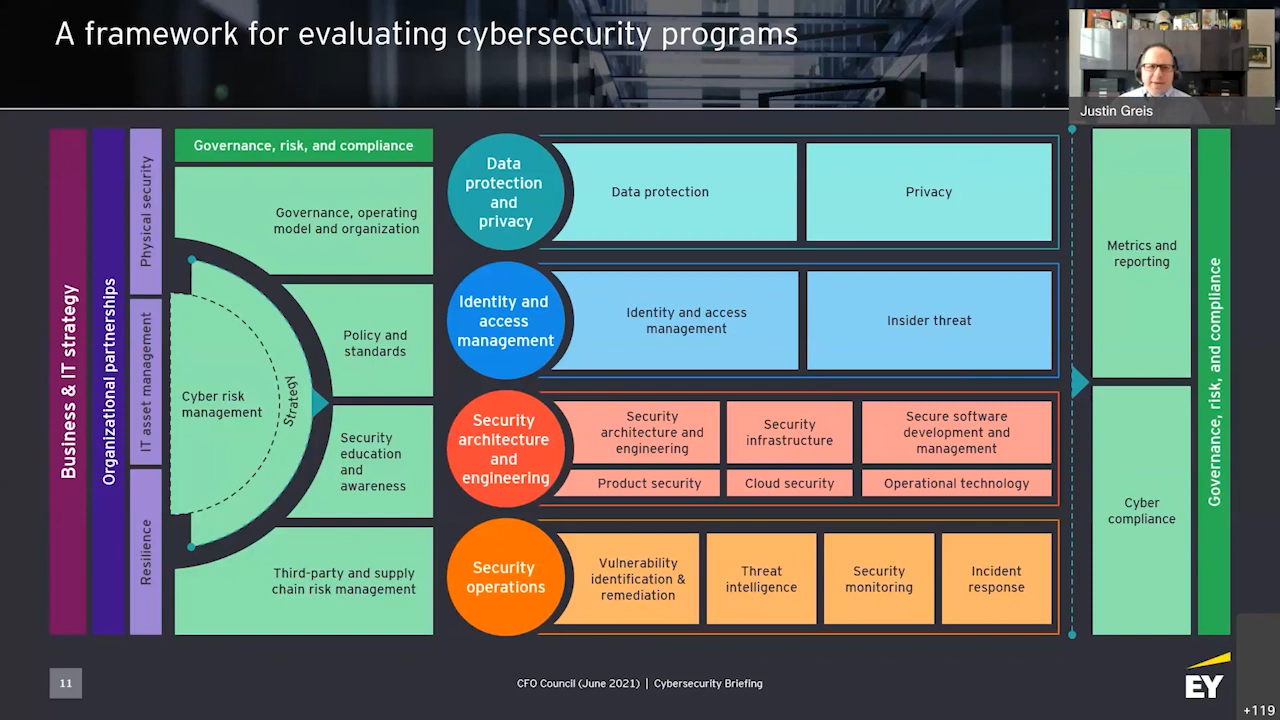 A framework for evaluating cybersecurity programs
Justin Greis
Business & IT strategy
Organizational partnerships
Physical security
IT asset management
Resilience
Governance, risk, and compliance
Governance, operating
model and organization
Policy and
standards
Cyber risk
management
Strategy
Security
education
and
awareness
Third-party and supply
chain risk management
Data
protection
and
privacy
Data protection
Privacy
Identity and
access
management
Identity and access
management
Insider threat
Security
architecture
and
engineering
Security
architecture and
engineering
Security
infrastructure
Secure software
development and
management
Product security
Cloud security
Operational technology
Security
operations
Vulnerability
identification &
remediation
Threat
intelligence
Security
monitoring
Incident
response
Metrics and
reporting
Cyber
compliance
Governance, risk, and compliance
11
CFO Council (June 2021) | Cybersecurity Briefing
EY
+119